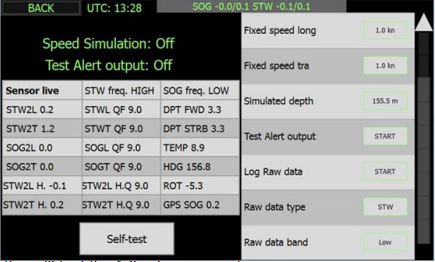 BACK UTC: 13:28 SOG -0.0/0.1 STW -0.1/0.1
Speed Simulation: Off
Test Alert output: Off
Sensor live STW freq. HIGH SOG freq. LOW
STW2L 0.2 STWL QF 9.0 DPT FWD 3.3
STW2T 1.2 STWT QF 9.0 DPT STRB 3.3
SOG2L 0.0 SOGL QF 9.0 TEMP 8.9
SOG2T 0.0 SOGT QF 9.0 HDG 156.8
STW2L H. -0.1 STW2L H.Q 9.0 ROT -5.3
STW2T H. 0.2 STW2T H.Q 9.0 GPS SOG 0.2
Self-test
Fixed speed long 1.0 kn
Fixed speed tra 1.0 kn
Simulated depth 155.5 m
Test Alert output START
Log Raw data START
Raw data type STW
Raw data band Low